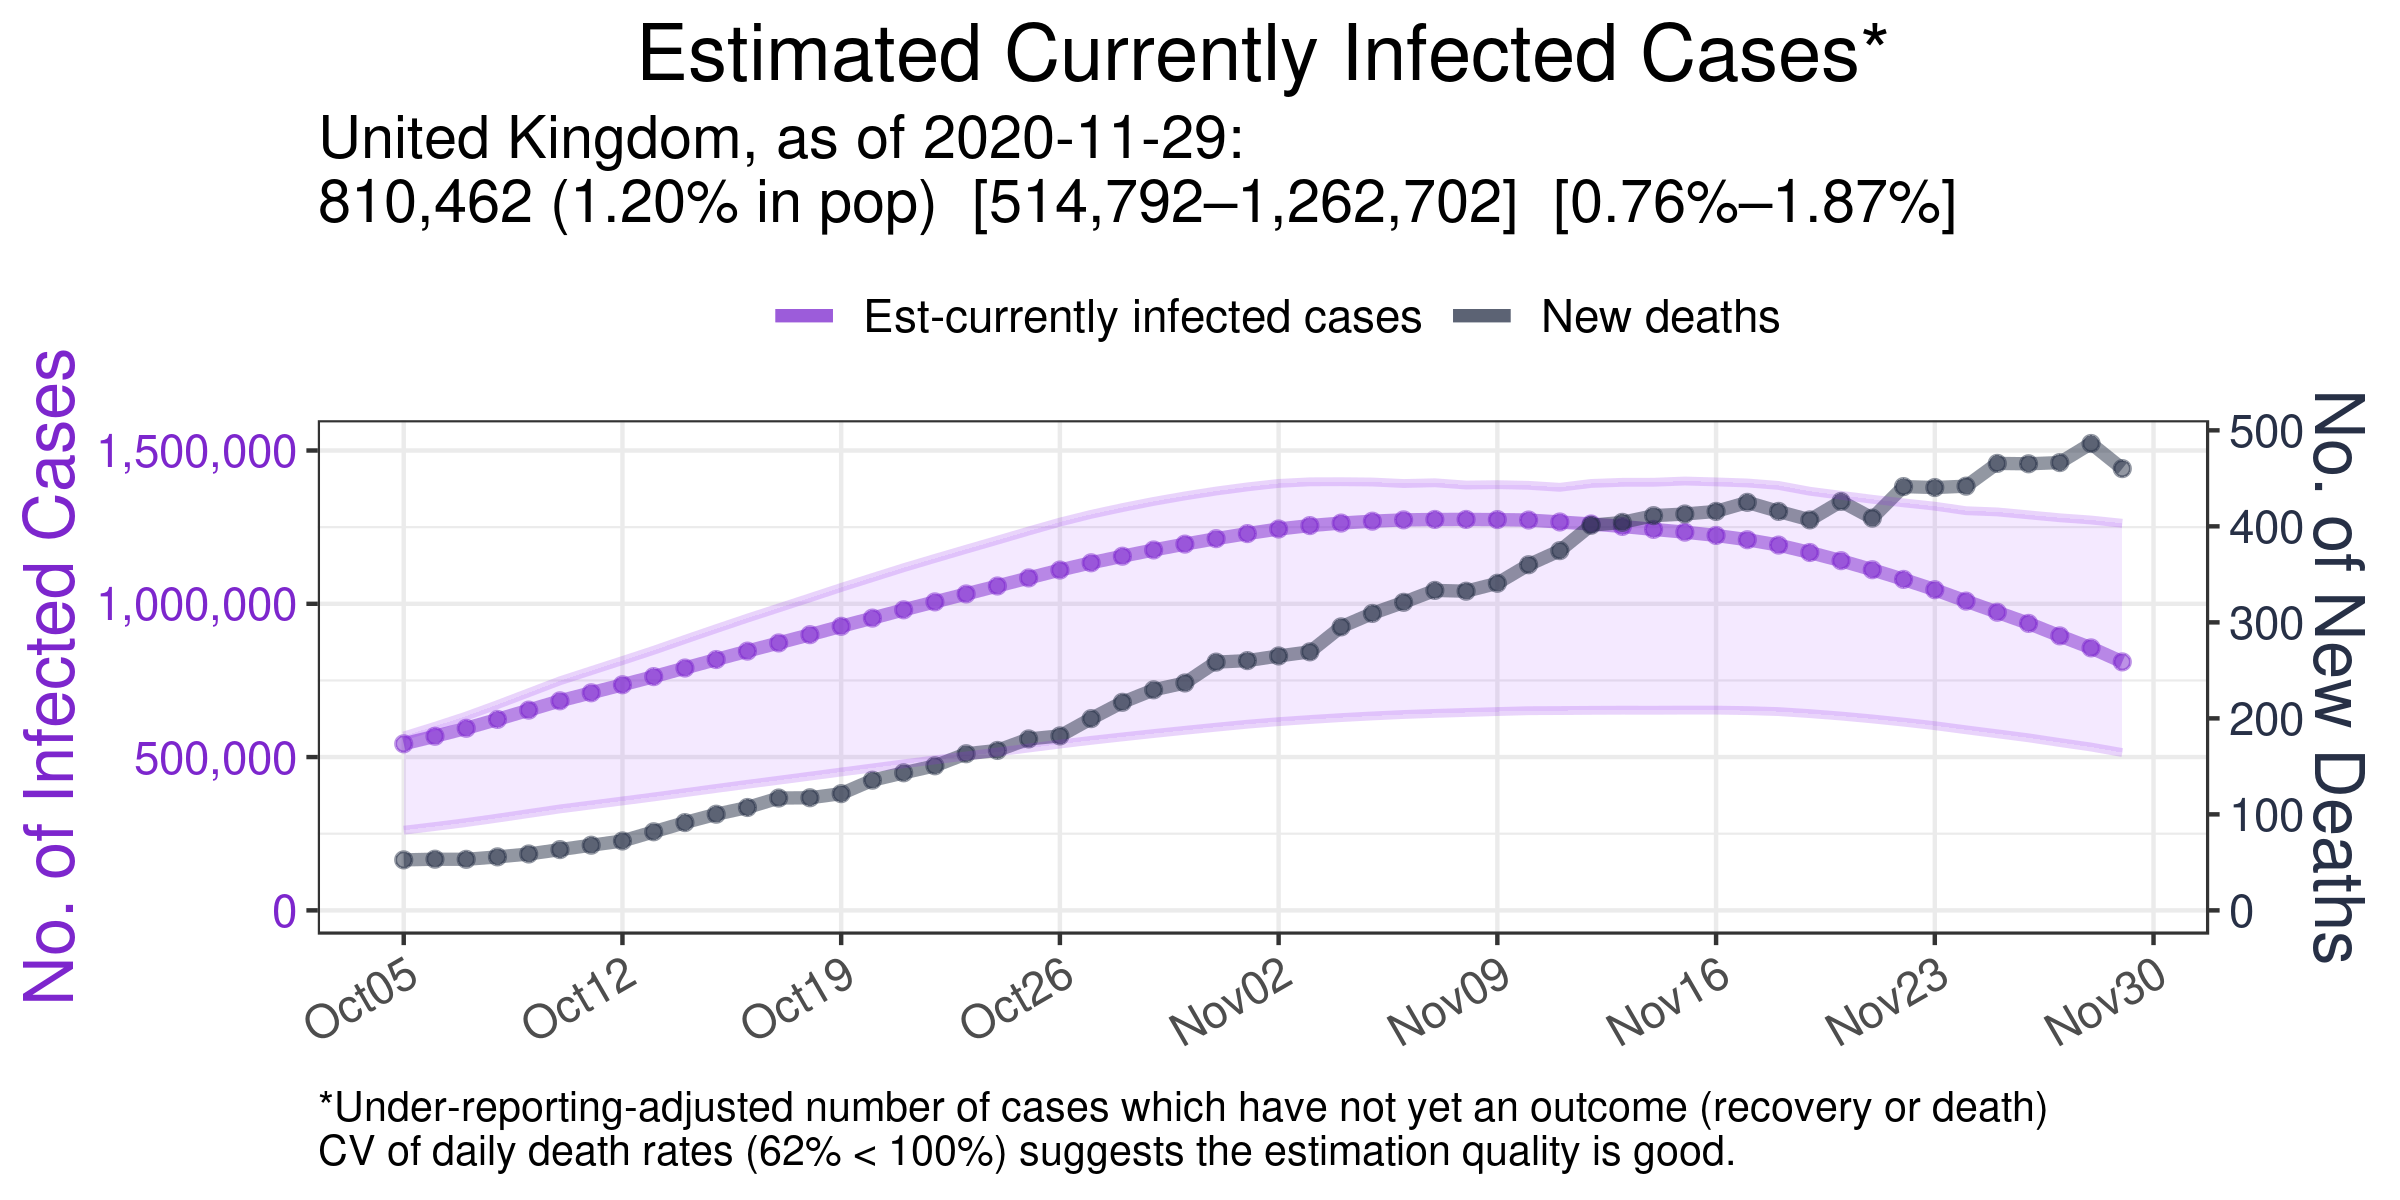 Estimated Currently Infected Cases*
United Kingdom, as of 2020-11-29:
810,462 (1.20% in pop)  [514,792–1,262,702]  [0.76%–1.87%]
Est-currently infected cases
New deaths
No. of Infected Cases
1,500,000
1,000,000
500,000
0
500
400
300
200
100
0
No. of New Deaths
Oct05
Oct12
Oct19
Oct26
Nov02
Nov09
Nov16
Nov23
Nov30
*Under-reporting-adjusted number of cases which have not yet an outcome (recovery or death)
CV of daily death rates (62% < 100%) suggests the estimation quality is good.